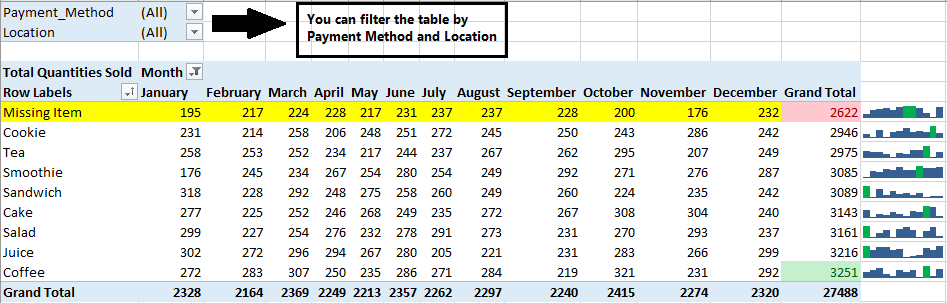 Payment_Method (All)
Location (All)
You can filter the table by
Payment Method and Location
Total Quantities Sold Month
Row Labels January February March April May June July August September October November December Grand Total
Missing Item 195 217 224 228 217 231 237 237 228 200 176 232 2622
Cookie 231 214 258 206 248 251 272 245 250 243 286 242 2946
Tea 258 253 252 234 217 244 237 267 262 295 207 249 2975
Smoothie 176 245 234 267 254 280 254 249 292 271 276 287 3085
Sandwich 318 228 292 248 275 258 260 249 260 224 235 242 3089
Cake 277 225 252 246 268 249 235 272 267 308 304 240 3143
Salad 299 227 254 276 232 278 291 273 231 270 293 237 3161
Juice 302 272 296 294 267 280 205 221 231 283 266 299 3216
Coffee 272 283 307 250 235 286 271 284 219 321 231 292 3251
Grand Total 2328 2164 2369 2249 2213 2357 2262 2297 2240 2415 2274 2320 27488